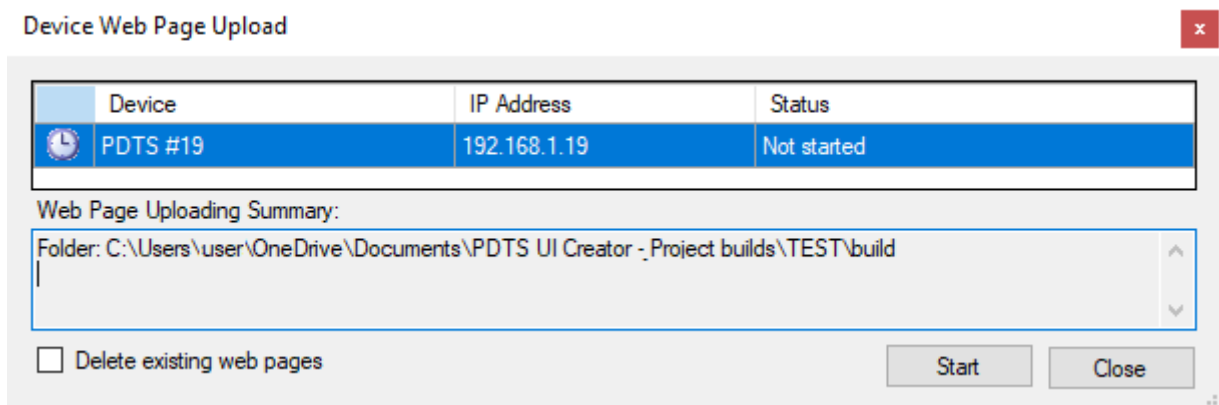 Device Web Page Upload
x
Device IP Address Status
PDTS #19 192.168.1.19 Not started
Web Page Uploading Summary:
Folder: C:\Users\user\OneDrive\Documents\PDTS UI Creator - Project builds\TEST\build
Delete existing web pages
Start Close